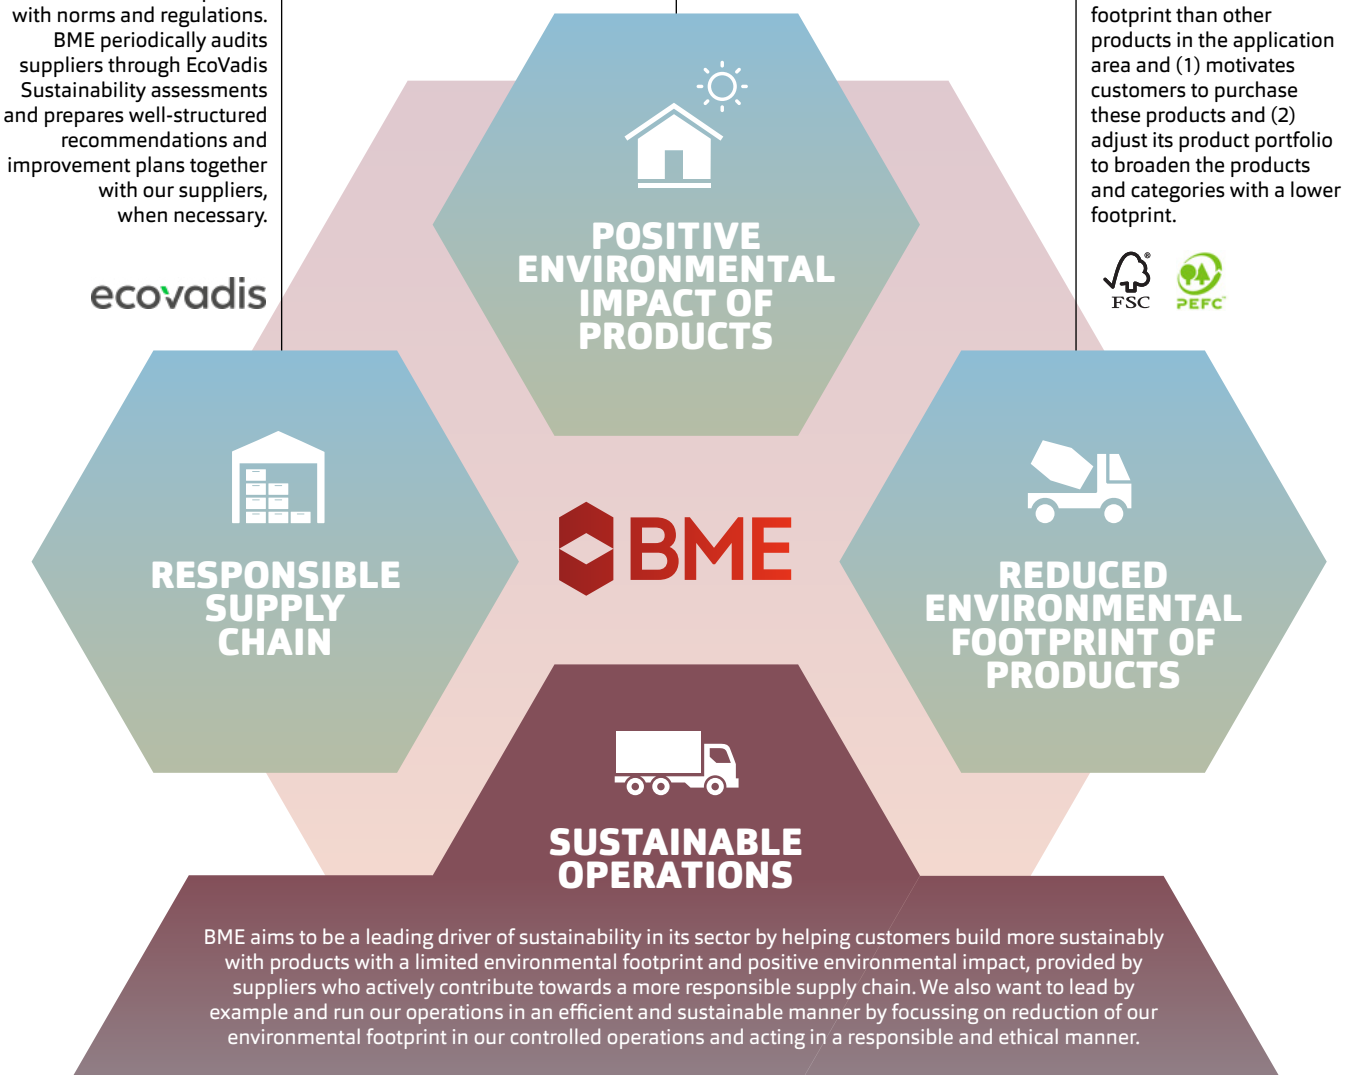 with norms and regulations.
BME periodically audits
suppliers through EcoVadis
Sustainability assessments
and prepares well-structured
recommendations and
improvement plans together
with our suppliers,
when necessary.
ecovadis
footprint than other
products in the application
area and (1) motivates
customers to purchase
these products and (2)
adjust its product portfolio
to broaden the products
and categories with a lower
footprint.
FSC
PEFC
POSITIVE
ENVIRONMENTAL
IMPACT OF
PRODUCTS
RESPONSIBLE
SUPPLY
CHAIN
BME
REDUCED
ENVIRONMENTAL
FOOTPRINT OF
PRODUCTS
SUSTAINABLE
OPERATIONS
BME aims to be a leading driver of sustainability in its sector by helping customers build more sustainably
with products with a limited environmental footprint and positive environmental impact, provided by
suppliers who actively contribute towards a more responsible supply chain. We also want to lead by
example and run our operations in an efficient and sustainable manner by focussing on reduction of our
environmental footprint in our controlled operations and acting in a responsible and ethical manner.